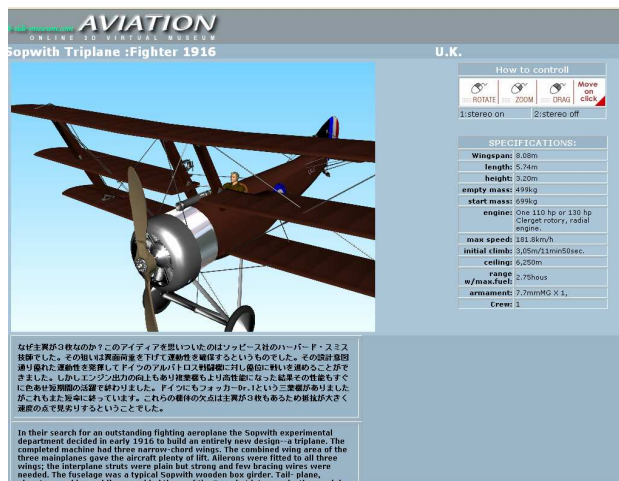 AVIATION
ONLINE 3D VIRTUAL MUSEUM
Sopwith Triplane :Fighter 1916
U.K.
How to controll
ROTATE
ZOOM
DRAG
Move on click
1:stereo on
2:stereo off
SPECIFICATIONS:
Wingspan: 8.08m
length: 5.74m
height: 3.20m
empty mass: 499kg
start mass: 699kg
engine: One 110 hp or 130 hp
Clerget rotory, radial
engine.
max speed: 181.8km/h
initial climb: 3,05m/11min50sec.
ceiling: 6,250m
range
w/max.fuel: 2.75hous
armament: 7.7mmMG X 1,
Crew: 1
なぜ主翼が3枚なのか?このアイディアを思いついたのはソッピース社のハーバード・スミス
技師でした。その狙いは翼面荷重を下げて運動性を確保するというものでした。その設計意図
通り優れた運動性を発揮してドイツのアルバトロス戦闘機に対し優位に戦いを進めることがで
きました。しかしエンジン出力の向上もあり複葉機もより高性能になった結果その性能もすぐ
に色あせ短期間の活躍で終わりました。ドイツにもフォッカーDr.1という三葉機がありました
がこれもまた短命に終っています。これらの機体の欠点は主翼が3枚もあるため抵抗が大きく
速度の点で見劣りするということでした。
In their search for an outstanding fighting aeroplane the Sopwith experimental
department decided in early 1916 to build an entirely new design--a triplane. The
completed machine had three narrow-chord wings. The combined wing area of the
three mainplanes gave the aircraft plenty of lift. Ailerons were fitted to all three
wings; the interplane struts were plain but strong and few bracing wires were
needed. The fuselage was a typical Sopwith wooden box girder. Tail- plane,